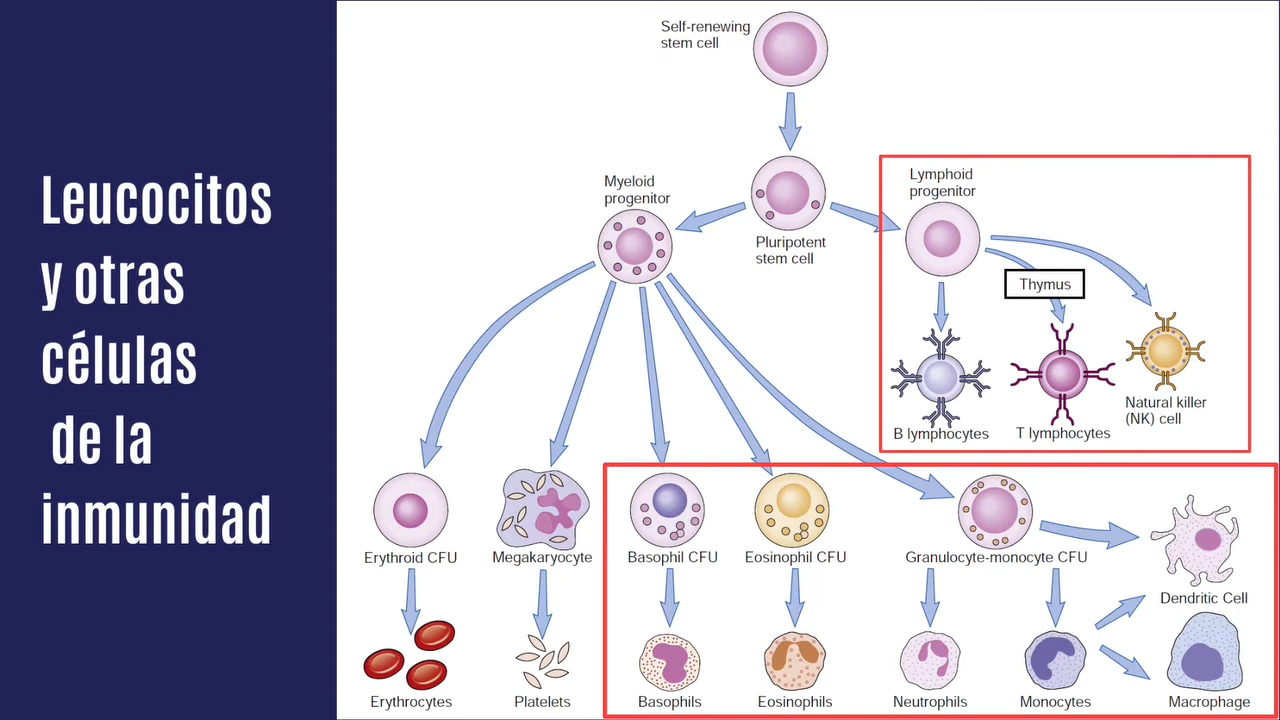 Leucocitos
y otras
células
de la
inmunidad
Self-renewing
stem cell
Myeloid
progenitor
Pluripotent
stem cell
Lymphoid
progenitor
Thymus
B lymphocytes
T lymphocytes
Natural killer
(NK) cell
Erythroid CFU
Megakaryocyte
Basophil CFU
Eosinophil CFU
Granulocyte-monocyte CFU
Dendritic Cell
Erythrocytes
Platelets
Basophils
Eosinophils
Neutrophils
Monocytes
Macrophage